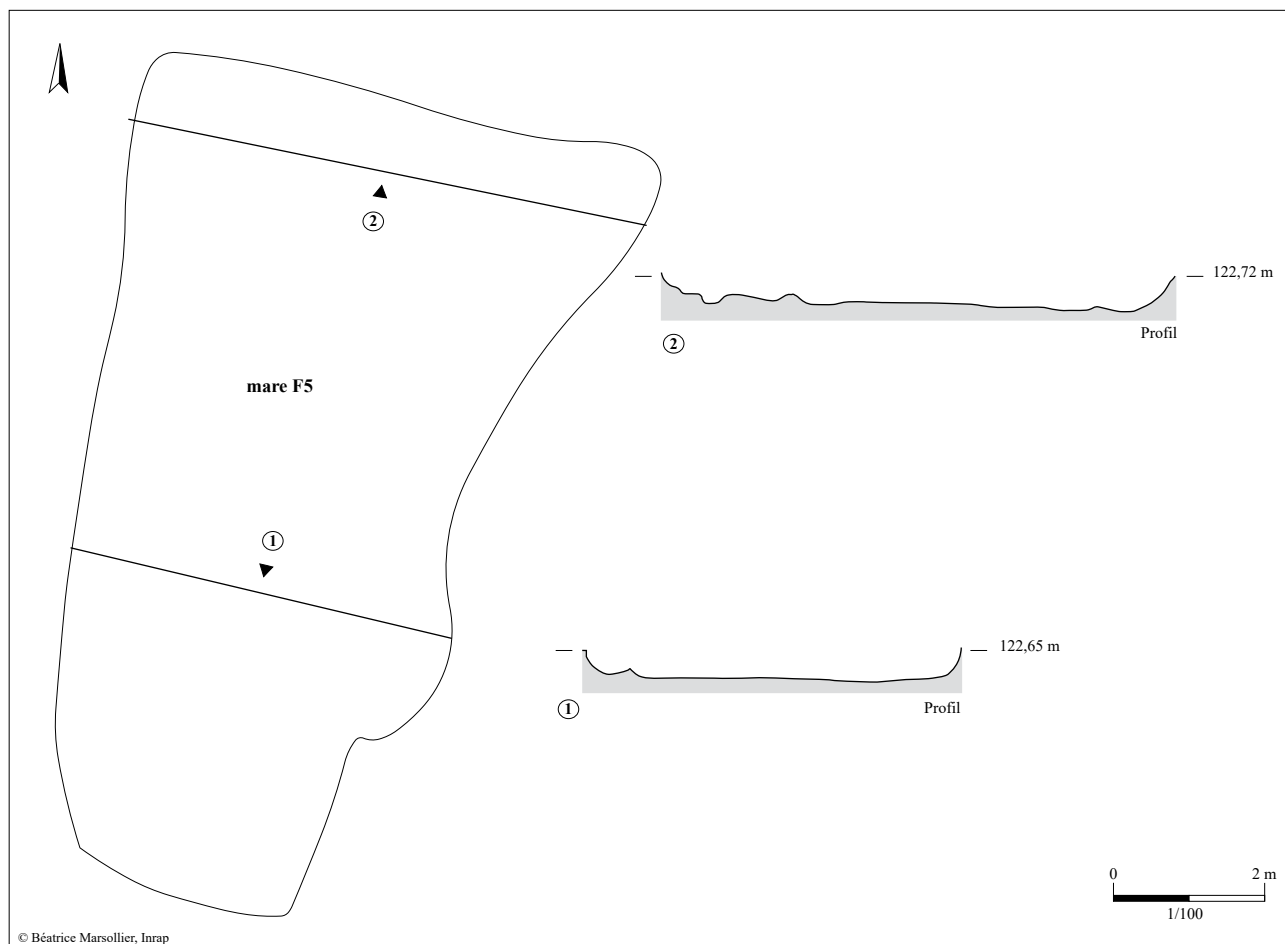 2
122,72 m
Profil
2
mare F5
1
122,65 m
Profil
1
0 2 m
1/100
© Béatrice Marsollier, Inrap